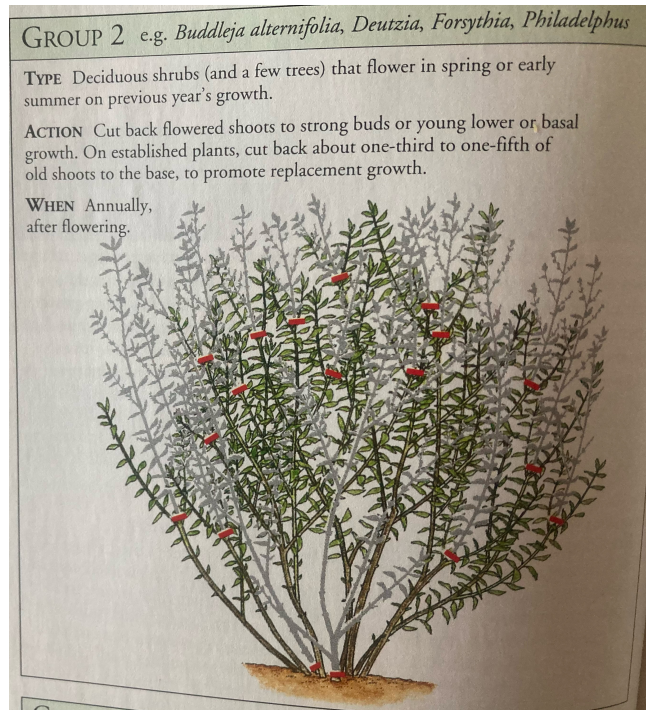 GROUP 2 e.g. Buddleja alternifolia, Deutzia, Forsythia, Philadelphus
TYPE Deciduous shrubs (and a few trees) that flower in spring or early
summer on previous year's growth.
ACTION Cut back flowered shoots to strong buds or young lower or basal
growth. On established plants, cut back about one-third to one-fifth of
old shoots to the base, to promote replacement growth.
WHEN Annually,
after flowering.